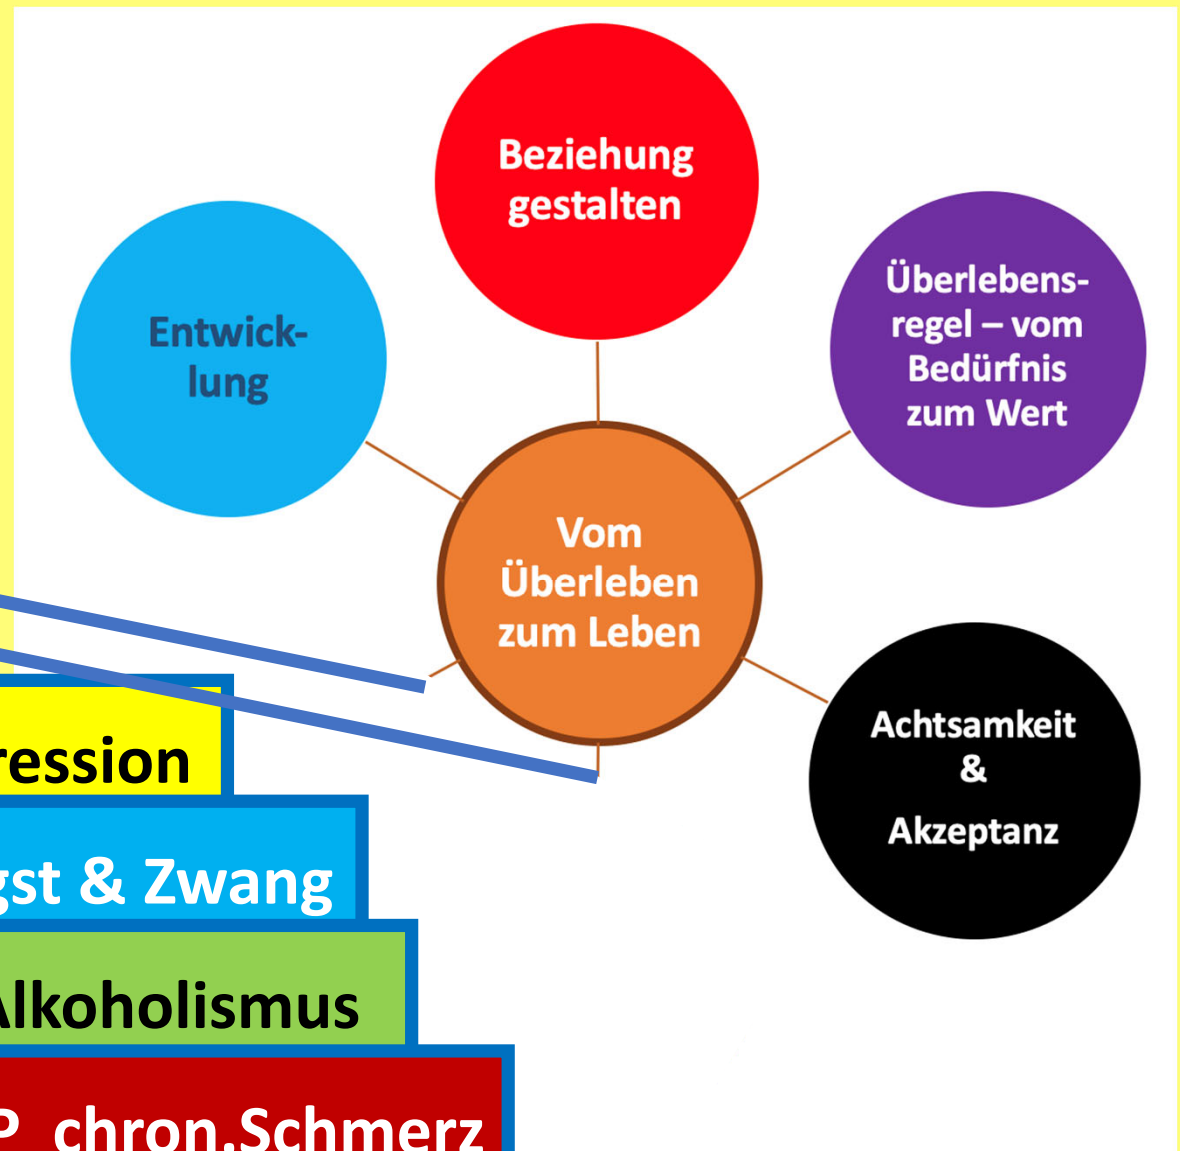 Beziehung
gestalten
Entwick-
lung
Überlebens-
regel – vom
Bedürfnis
zum Wert
Vom
Überleben
zum Leben
Achtsamkeit
&
Akzeptanz
ression
gst & Zwang
Alkoholismus
P chron.Schmerz